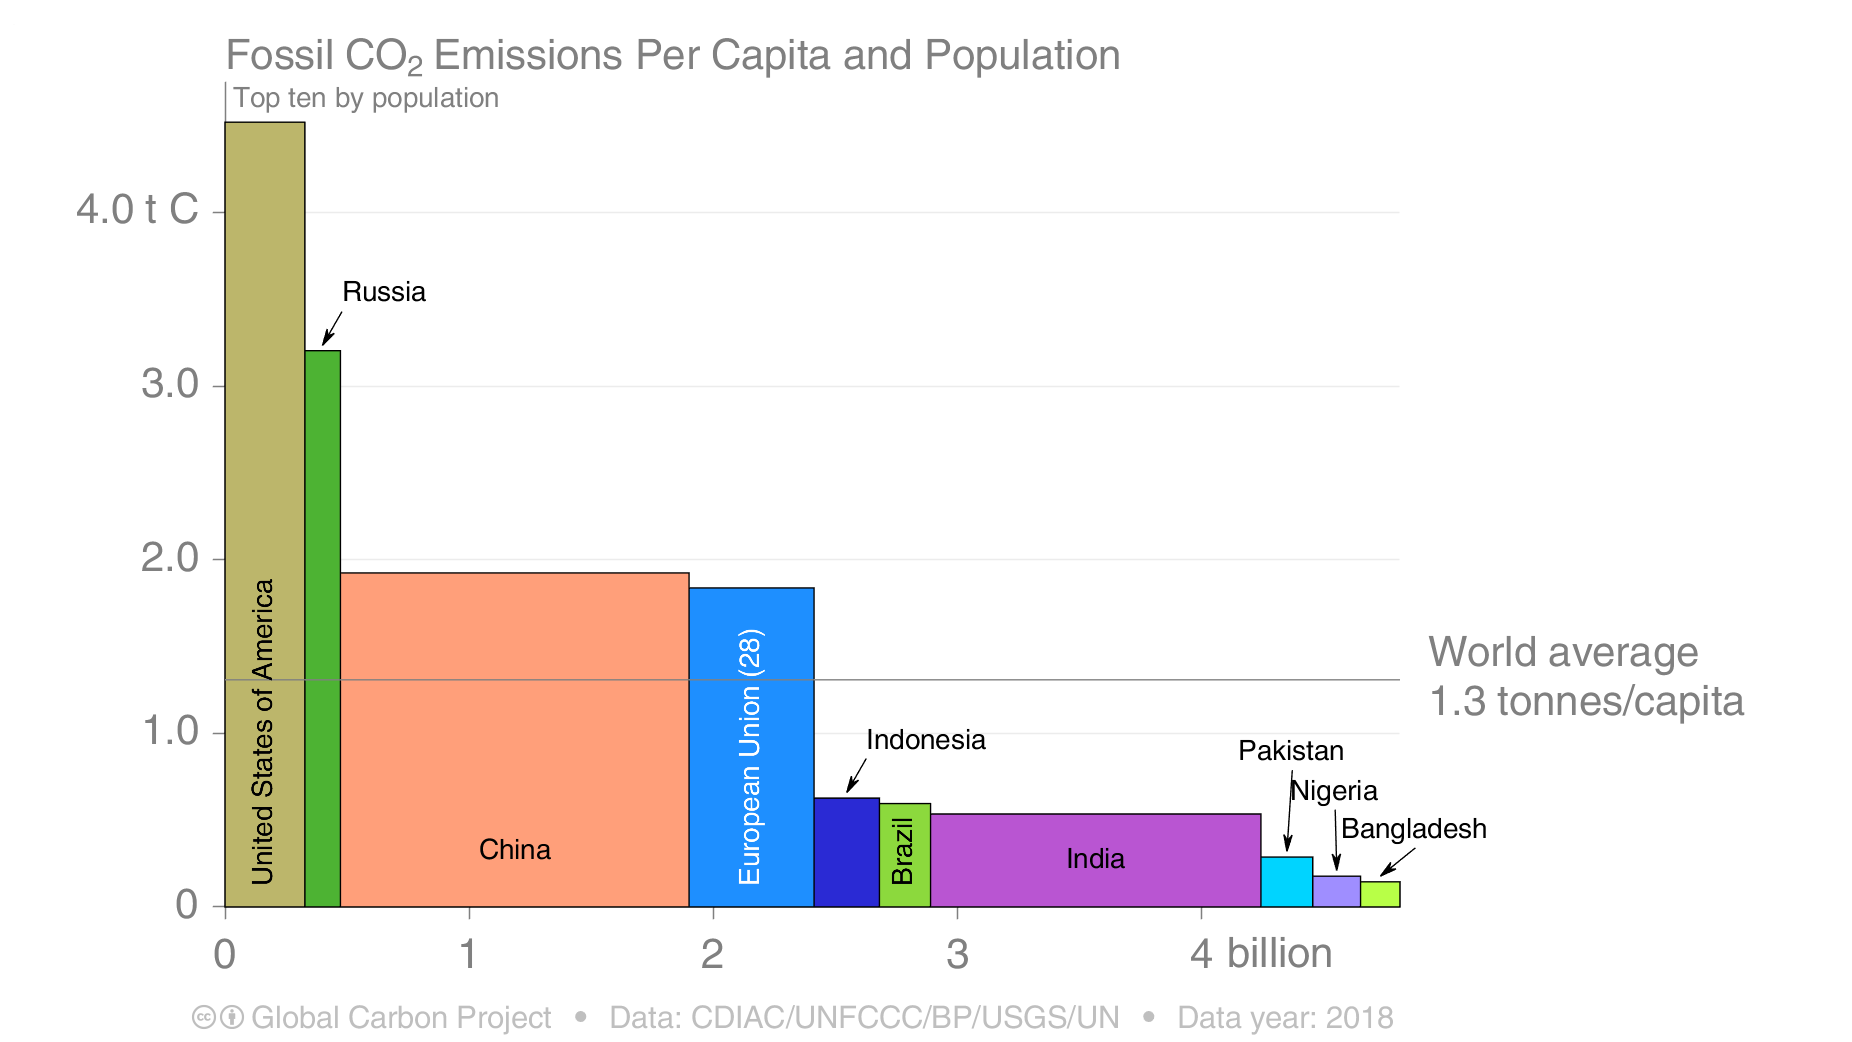 Fossil CO₂ Emissions Per Capita and Population
Top ten by population
4.0 t C
Russia
3.0
2.0
United States of America
European Union (28)
World average
1.3 tonnes/capita
1.0
Indonesia
Pakistan
Nigeria
Bangladesh
China
Brazil
India
0
0 1 2 3 4 billion
cc Global Carbon Project • Data: CDIAC/UNFCCC/BP/USGS/UN • Data year: 2018